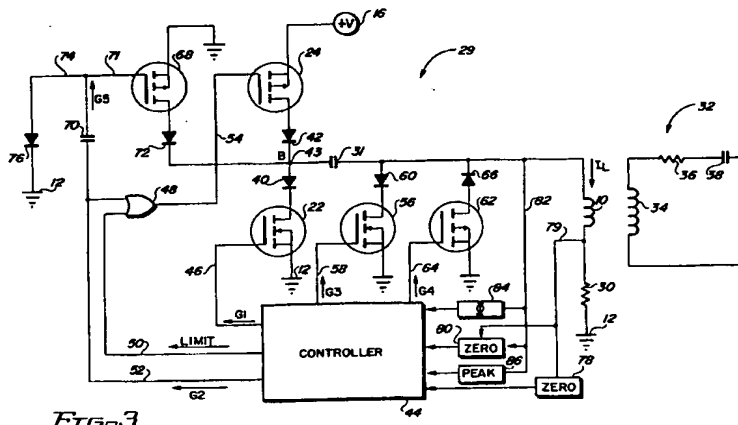 +V
16
29
74
71
68
24
32
G5
70
72
54
42
B
43
31
36
38
76
12
48
40
60
66
IL
10
34
82
22
56
62
79
46
12
58
G3
64
G4
30
84
G1
CONTROLLER
80
ZERO
12
50
LIMIT
86
PEAK
78
ZERO
52
G2
44
FIG-3